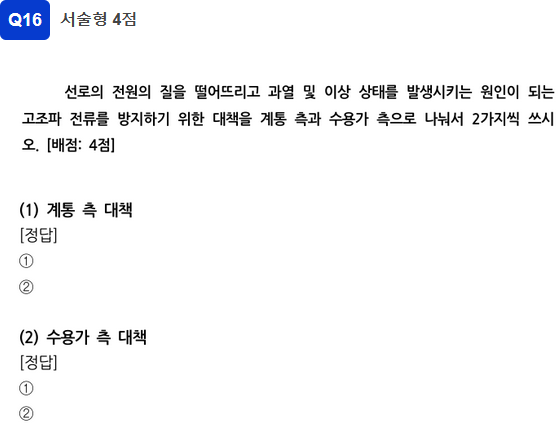 Q16 서술형 4점
선로의 전원의 질을 떨어뜨리고 과열 및 이상 상태를 발생시키는 원인이 되는
고조파 전류를 방지하기 위한 대책을 계통 측과 수용가 측으로 나눠서 2가지씩 쓰시
오. [배점: 4점]
(1) 계통 측 대책
[정답]
①
②
(2) 수용가 측 대책
[정답]
①
②